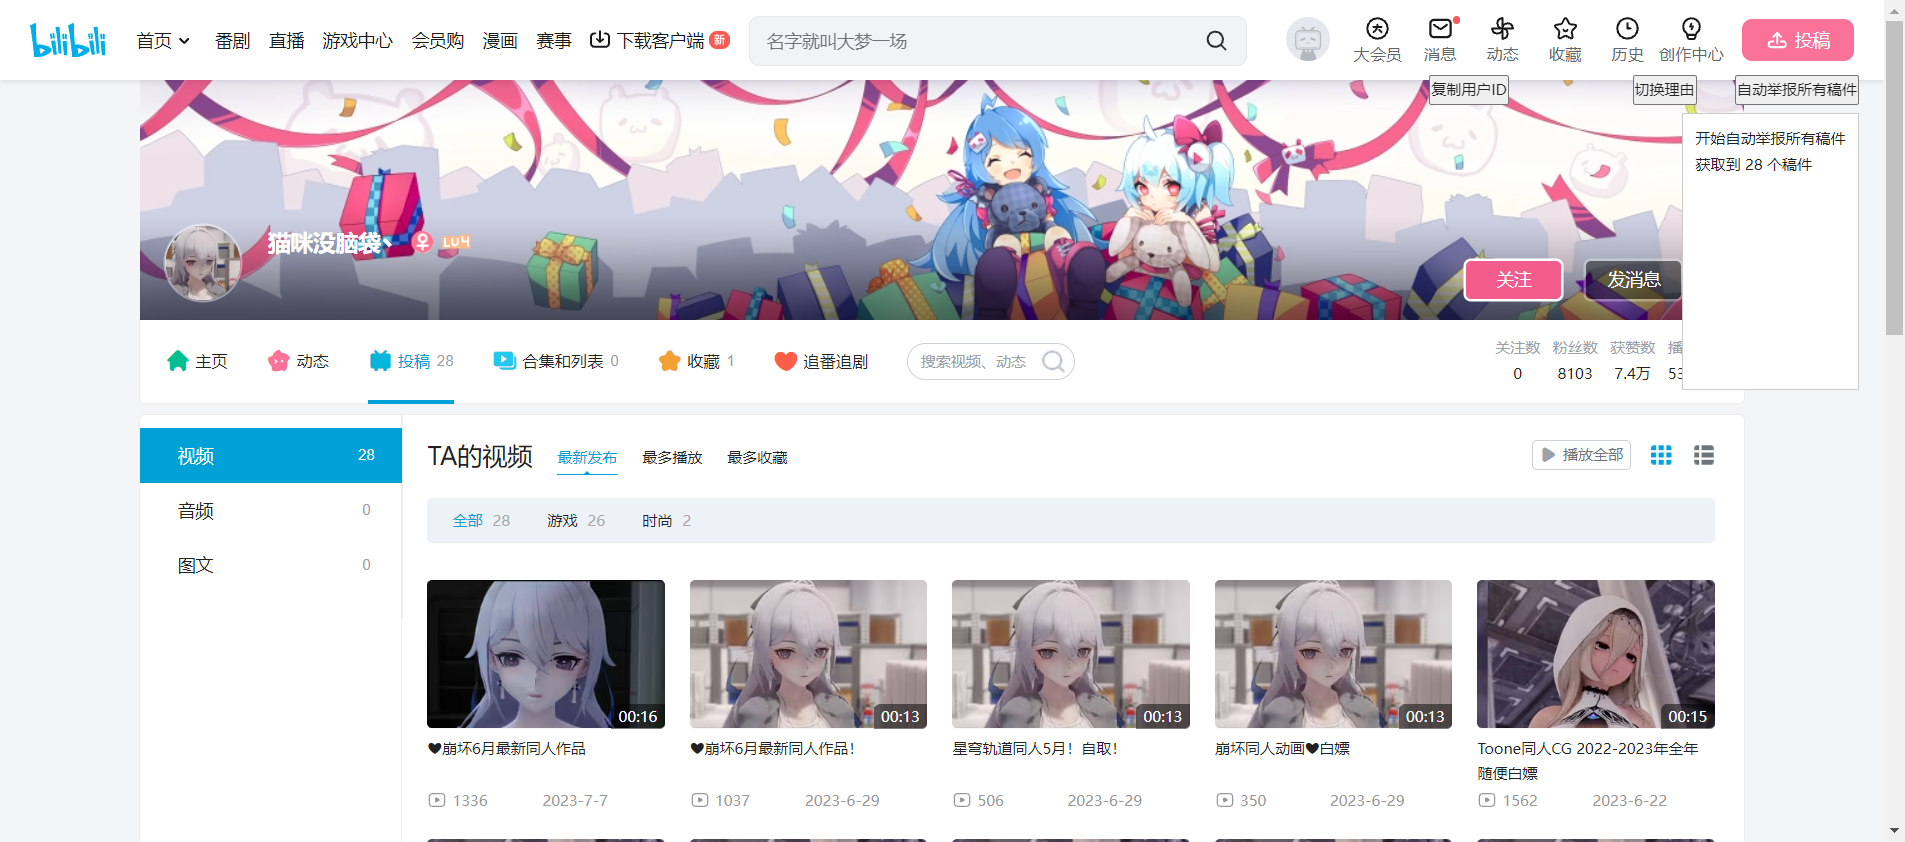 bilibili
首页 番剧 直播 游戏中心 会员购 漫画 赛事 下载客户端 新
名字就叫大梦一场
大会员 消息 动态 收藏 历史 创作中心 投稿
复制用户ID 切换理由 自动举报所有稿件
开始自动举报所有稿件
获取到 28 个稿件
猫咪没脑袋丶 LV4
关注 发消息
主页 动态 投稿 28 合集和列表 0 收藏 1 追番追剧 搜索视频、动态
关注数 粉丝数 获赞数 播
0 8103 7.4万 53
视频 28
音频 0
图文 0
TA的视频 最新发布 最多播放 最多收藏 播放全部
全部 28 游戏 26 时尚 2
00:16 00:13 00:13 00:13 00:15
♥崩坏6月最新同人作品
1336 2023-7-7
♥崩坏6月最新同人作品！
1037 2023-6-29
星穹轨道同人5月！自取！
506 2023-6-29
崩坏同人动画♥白嫖
350 2023-6-29
Toone同人CG 2022-2023年全年
随便白嫖
1562 2023-6-22